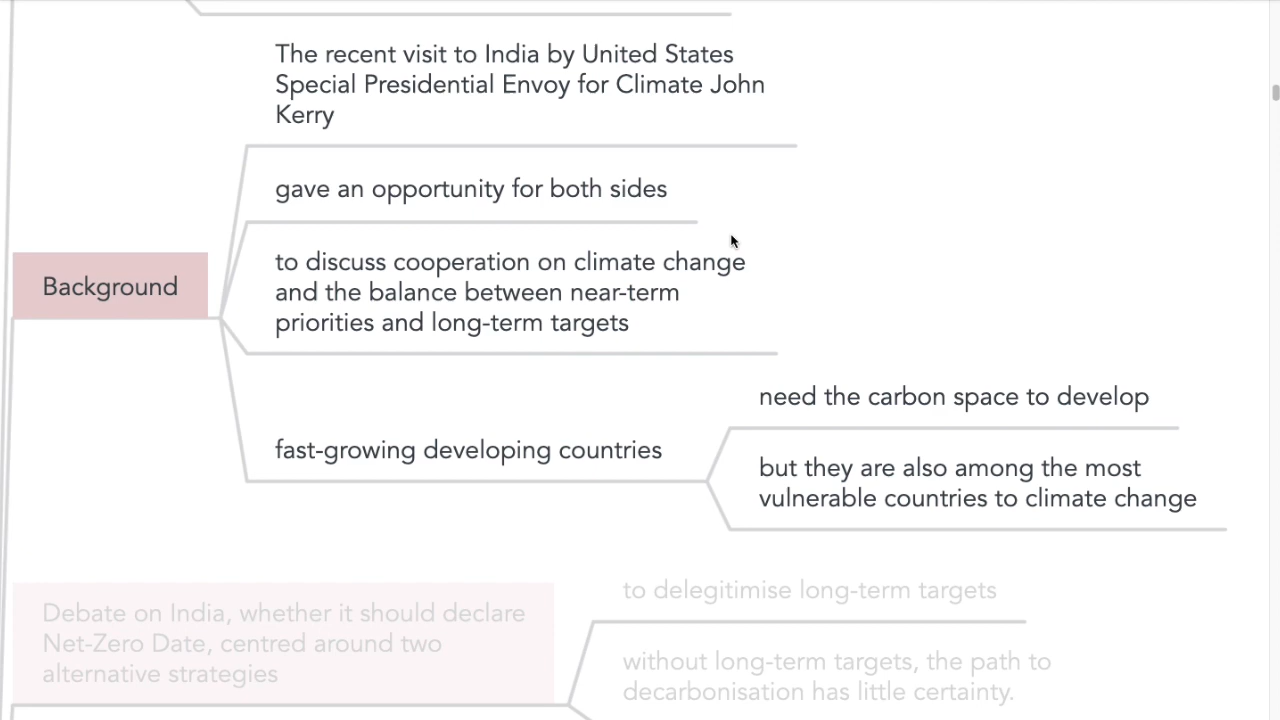 The recent visit to India by United States
Special Presidential Envoy for Climate John
Kerry
gave an opportunity for both sides
Background
to discuss cooperation on climate change
and the balance between near-term
priorities and long-term targets
fast-growing developing countries
need the carbon space to develop
but they are also among the most
vulnerable countries to climate change
Debate on India, whether it should declare
Net-Zero Date, centred around two
alternative strategies
to delegitimise long-term targets
without long-term targets, the path to
decarbonisation has little certainty.